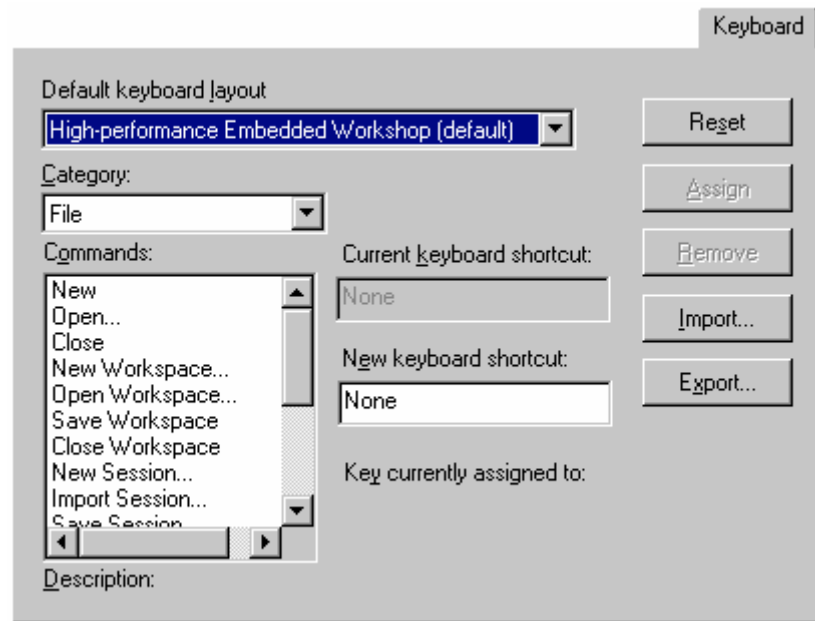 Keyboard
Default keyboard layout
High-performance Embedded Workshop (default)
Reset
Category:
Assign
File
Commands:
Current keyboard shortcut:
Remove
New
None
Open...
Import...
Close
New Workspace...
New keyboard shortcut:
Open Workspace...
Export...
None
Save Workspace
Close Workspace
New Session...
Key currently assigned to:
Import Session...
Save Session
Description: